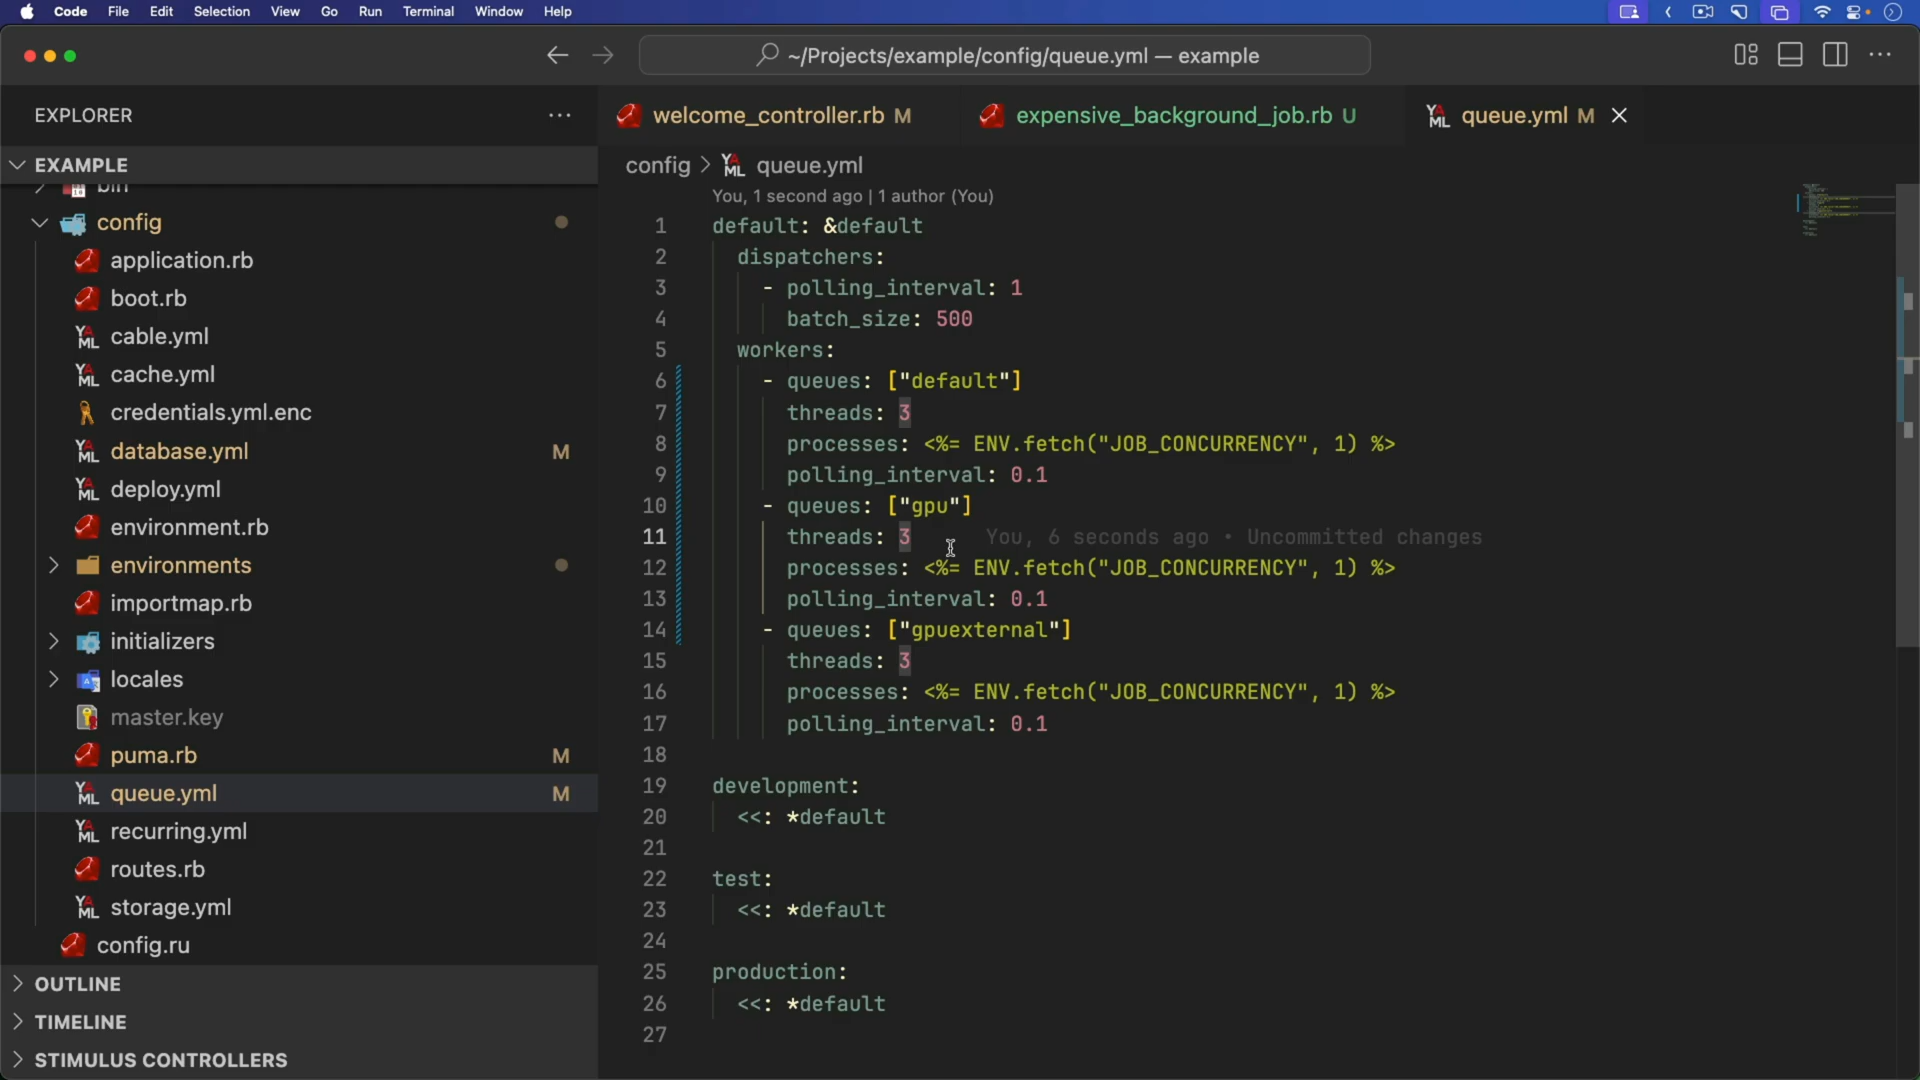 Code File Edit Selection View Go Run Terminal Window Help
~/Projects/example/config/queue.yml — example
EXPLORER
EXAMPLE
bin
config
application.rb
boot.rb
cable.yml
cache.yml
credentials.yml.enc
database.yml M
deploy.yml
environment.rb
environments
importmap.rb
initializers
locales
master.key
puma.rb M
queue.yml M
recurring.yml
routes.rb
storage.yml
config.ru
OUTLINE
TIMELINE
STIMULUS CONTROLLERS
welcome_controller.rb M expensive_background_job.rb U queue.yml M
config > queue.yml
You, 1 second ago | 1 author (You)
1 default: &default
2 dispatchers:
3 - polling_interval: 1
4 batch_size: 500
5 workers:
6 - queues: ["default"]
7 threads: 3
8 processes: <%= ENV.fetch("JOB_CONCURRENCY", 1) %>
9 polling_interval: 0.1
10 - queues: ["gpu"]
11 threads: 3 You, 6 seconds ago • Uncommitted changes
12 processes: <%= ENV.fetch("JOB_CONCURRENCY", 1) %>
13 polling_interval: 0.1
14 - queues: ["gpuexternal"]
15 threads: 3
16 processes: <%= ENV.fetch("JOB_CONCURRENCY", 1) %>
17 polling_interval: 0.1
18
19 development:
20 <<: *default
21
22 test:
23 <<: *default
24
25 production:
26 <<: *default
27